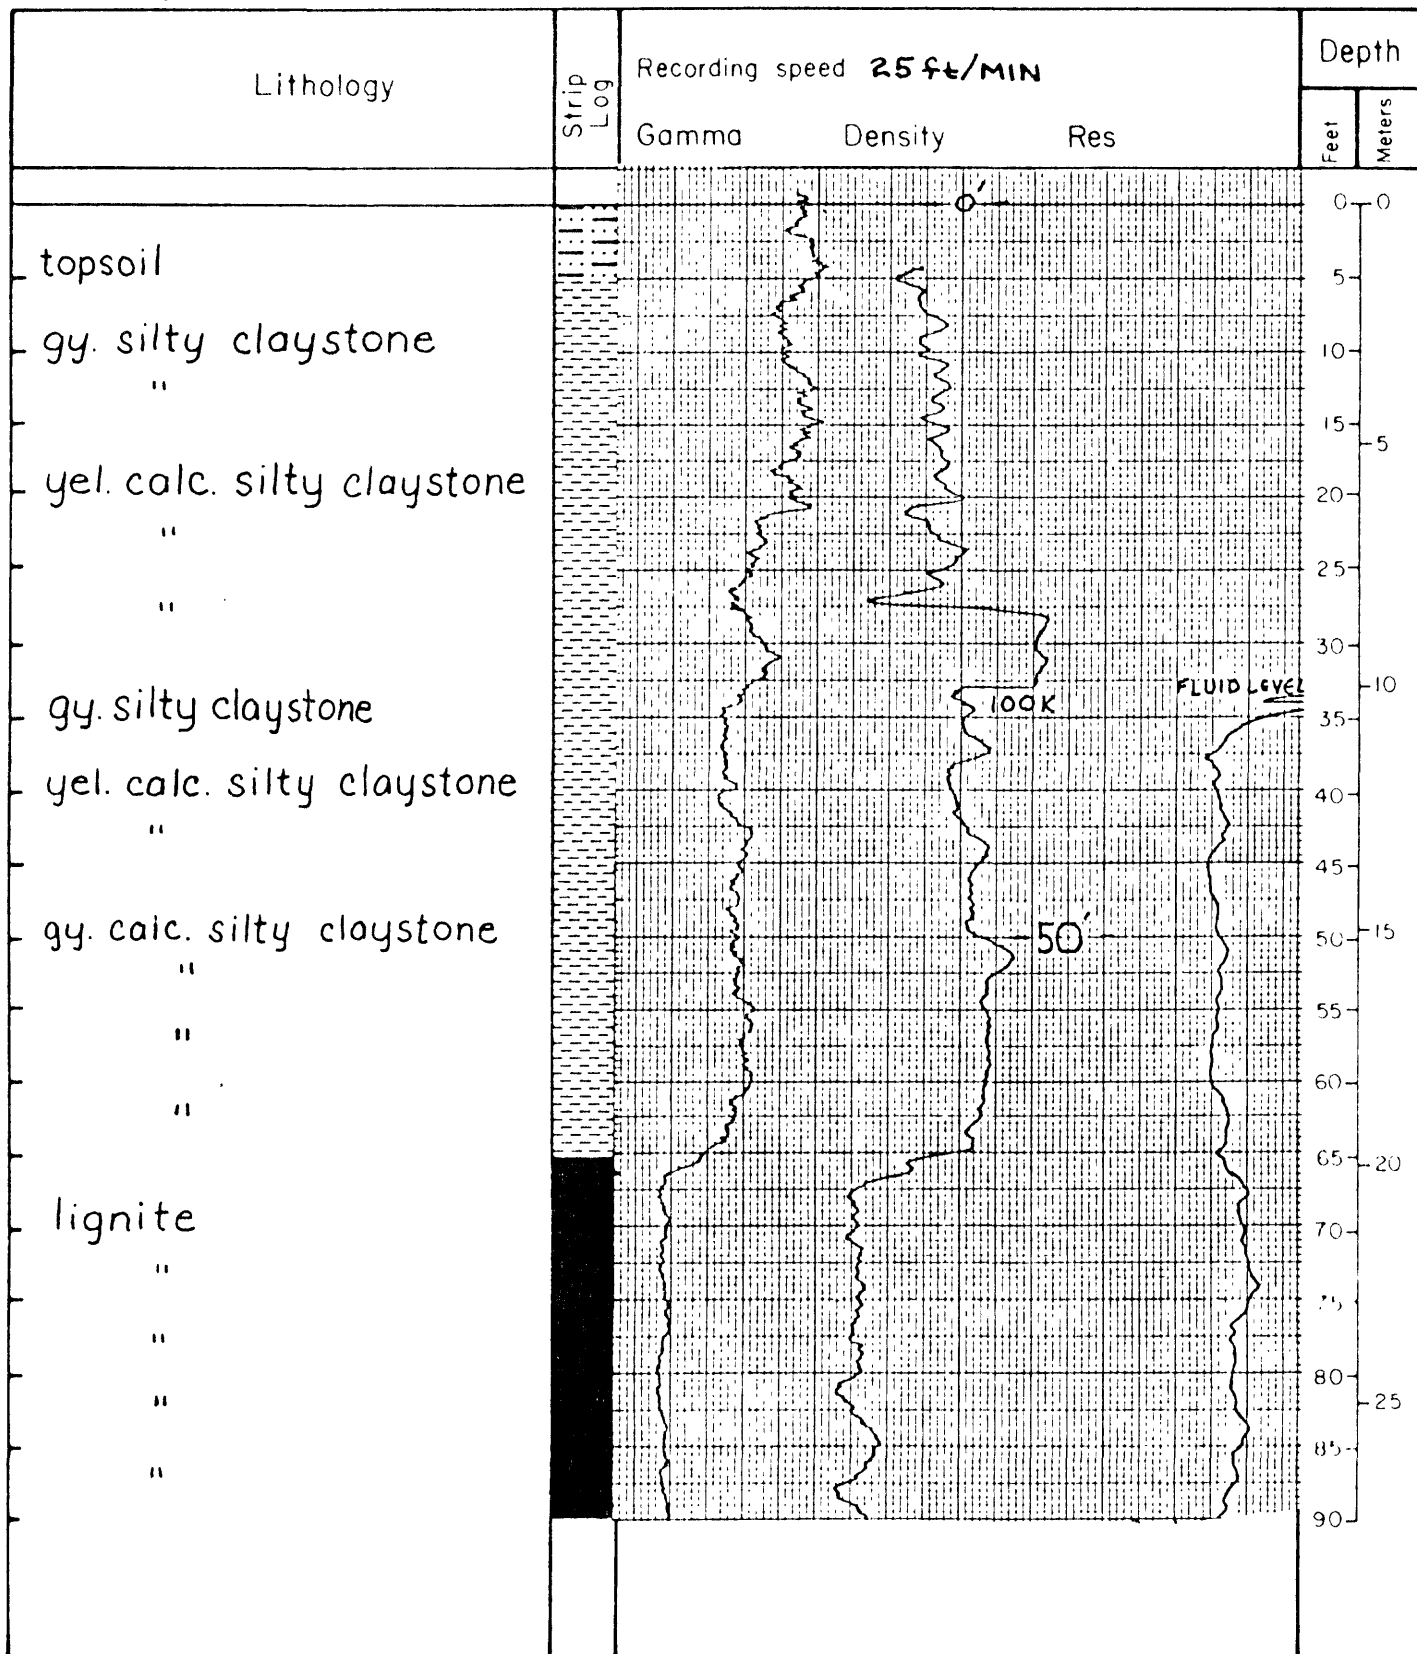 Lithology
Strip Log
Recording speed 25 ft/MIN
Gamma Density Res
Depth
Feet
Meters
0'
0 0
topsoil
5
gy. silty claystone
10
"
15
5
yel. calc. silty claystone
20
"
25
"
30
FLUID LEVEL
10
100K
gy. silty claystone
35
yel. calc. silty claystone
40
"
45
gy. calc. silty claystone
50'
50
15
"
55
"
60
"
65
20
lignite
70
"
75
"
80
"
25
85
"
90